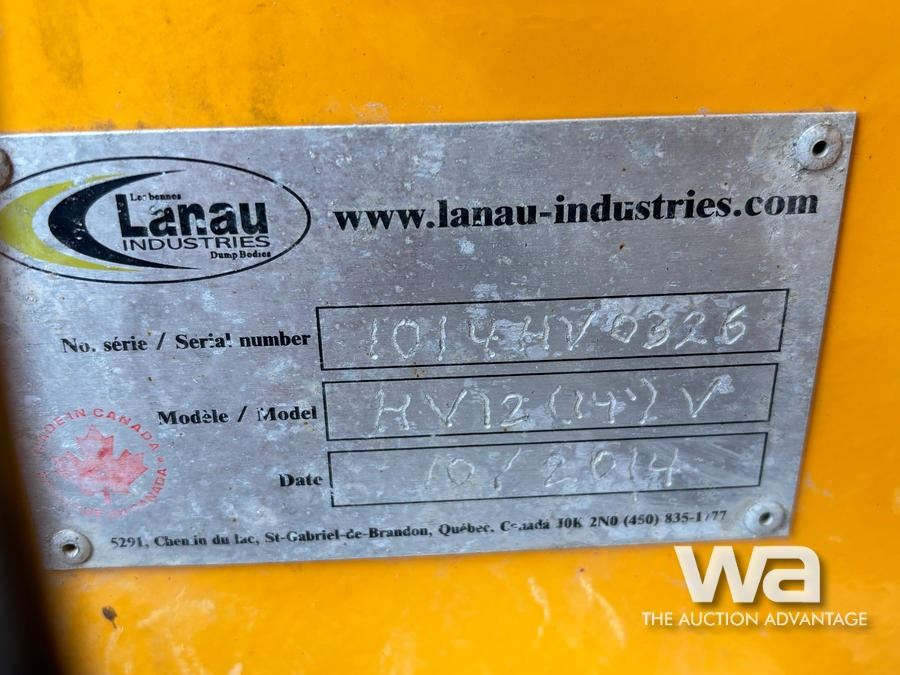 Les bennes
Lanau
INDUSTRIES
Dump Bodies
www.lanau-industries.com
No. série / Serial number 1014HV0326
Modèle / Model HV12 (14') V
Date 10/2014
MADE IN CANADA
5291, Chemin du lac, St-Gabriel-de-Brandon, Québec, Canada J0K 2N0 (450) 835-1777
wa
THE AUCTION ADVANTAGE